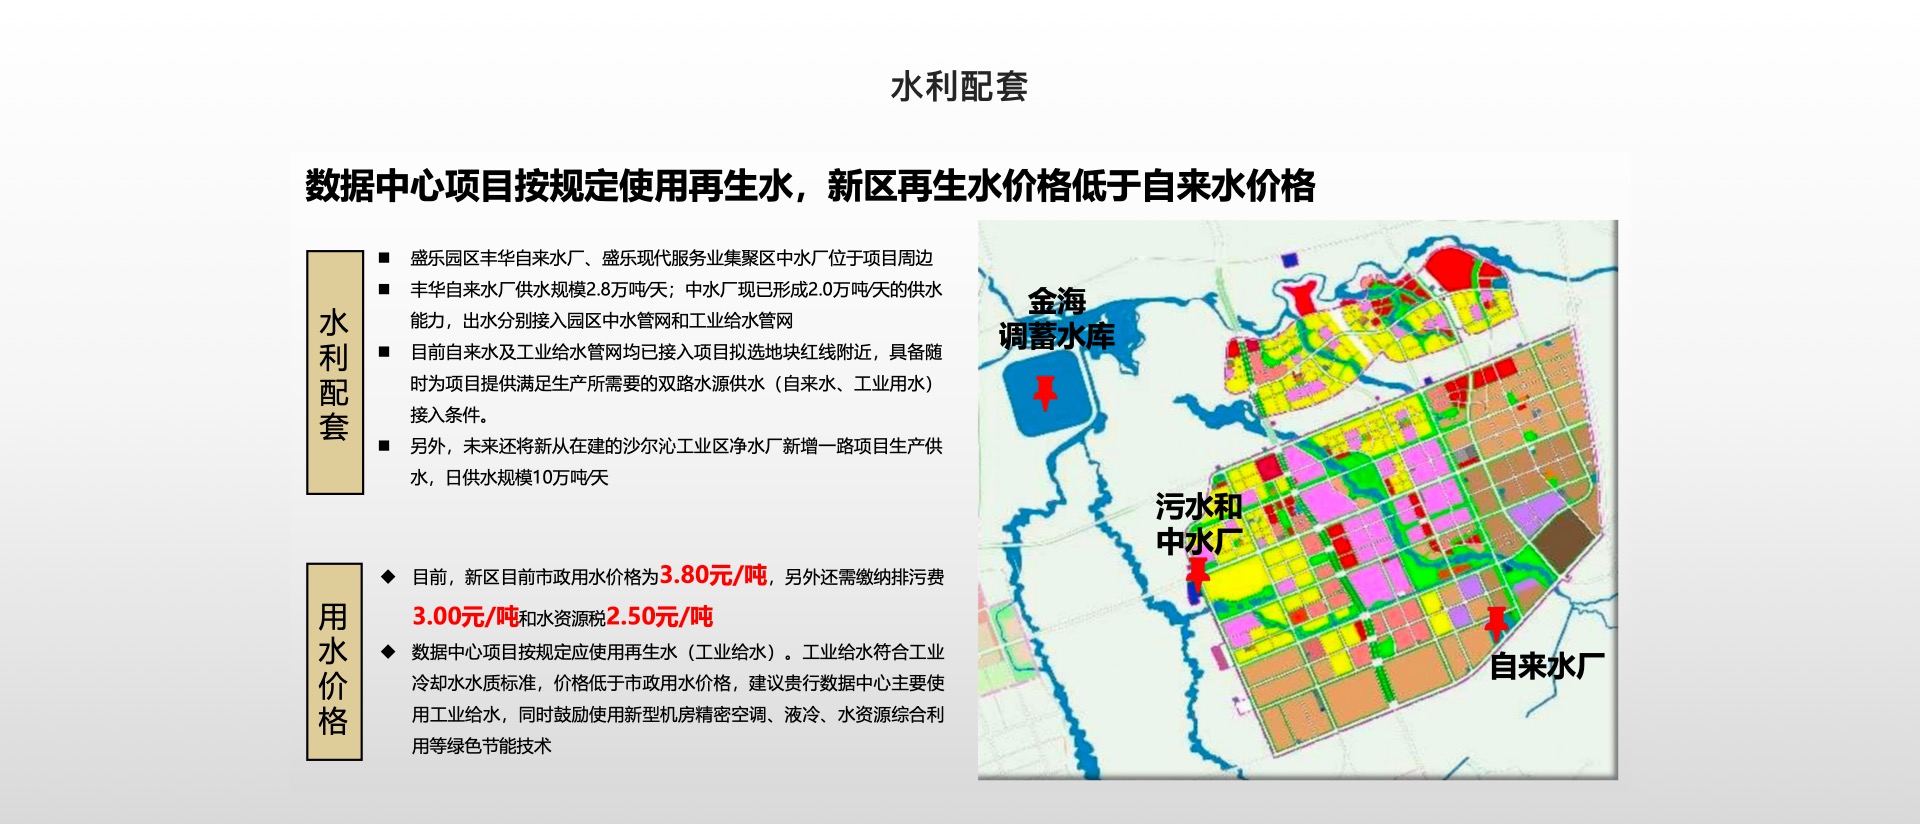 水利配套
数据中心项目按规定使用再生水，新区再生水价格低于自来水价格
水利配套
■ 盛乐园区丰华自来水厂、盛乐现代服务业集聚区中水厂位于项目周边
■ 丰华自来水厂供水规模2.8万吨/天；中水厂现已形成2.0万吨/天的供水
能力，出水分别接入园区中水管网和工业给水管网
■ 目前自来水及工业给水管网均已接入项目拟选地块红线附近，具备随
时为项目提供满足生产所需要的双路水源供水（自来水、工业用水）
接入条件。
■ 另外，未来还将新从在建的沙尔沁工业区净水厂新增一路项目生产供
水，日供水规模10万吨/天
用水价格
◆ 目前，新区目前市政用水价格为3.80元/吨，另外还需缴纳排污费
3.00元/吨和水资源税2.50元/吨
◆ 数据中心项目按规定应使用再生水（工业给水）。工业给水符合工业
冷却水水质标准，价格低于市政用水价格，建议贵行数据中心主要使
用工业给水，同时鼓励使用新型机房精密空调、液冷、水资源综合利
用等绿色节能技术
金海
调蓄水库
污水和
中水厂
自来水厂